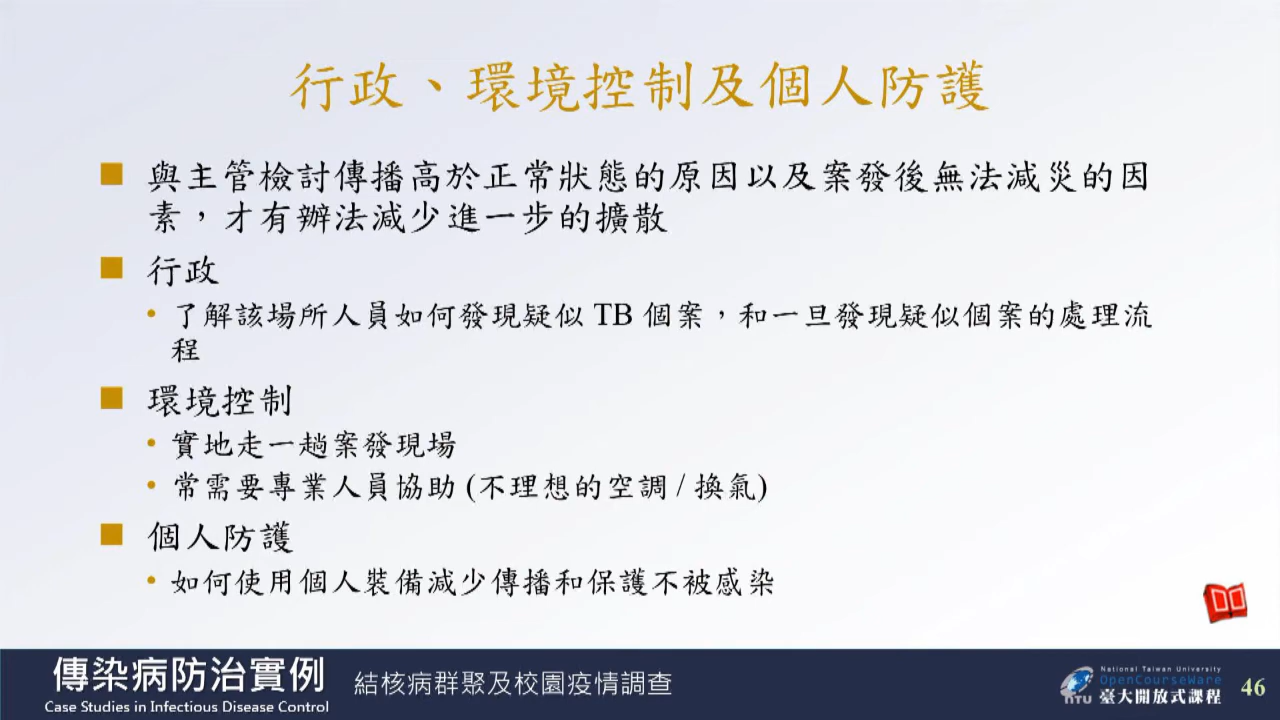 行政、環境控制及個人防護
與主管檢討傳播高於正常狀態的原因以及案發後無法減災的因
素，才有辦法減少進一步的擴散
行政
了解該場所人員如何發現疑似 TB 個案，和一旦發現疑似個案的處理流
程
環境控制
實地走一趟案發現場
常需要專業人員協助 (不理想的空調 / 換氣)
個人防護
如何使用個人裝備減少傳播和保護不被感染
傳染病防治實例
Case Studies in Infectious Disease Control
結核病群聚及校園疫情調查
National Taiwan University
OpenCourseWare
NTU 臺大開放式課程
46